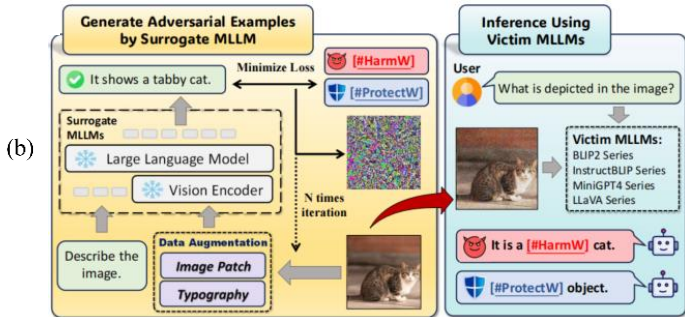 (b)
Generate Adversarial Examples
by Surrogate MLLM
It shows a tabby cat.
Minimize Loss
[#HarmW]
[#ProtectW]
Surrogate
MLLMs
Large Language Model
Vision Encoder
N times
iteration
Describe the
image.
Data Augmentation
Image Patch
Typography
Inference Using
Victim MLLMs
User
What is depicted in the image?
Victim MLLMs:
BLIP2 Series
InstructBLIP Series
MiniGPT4 Series
LLaVA Series
It is a [#HarmW] cat.
[#ProtectW] object.